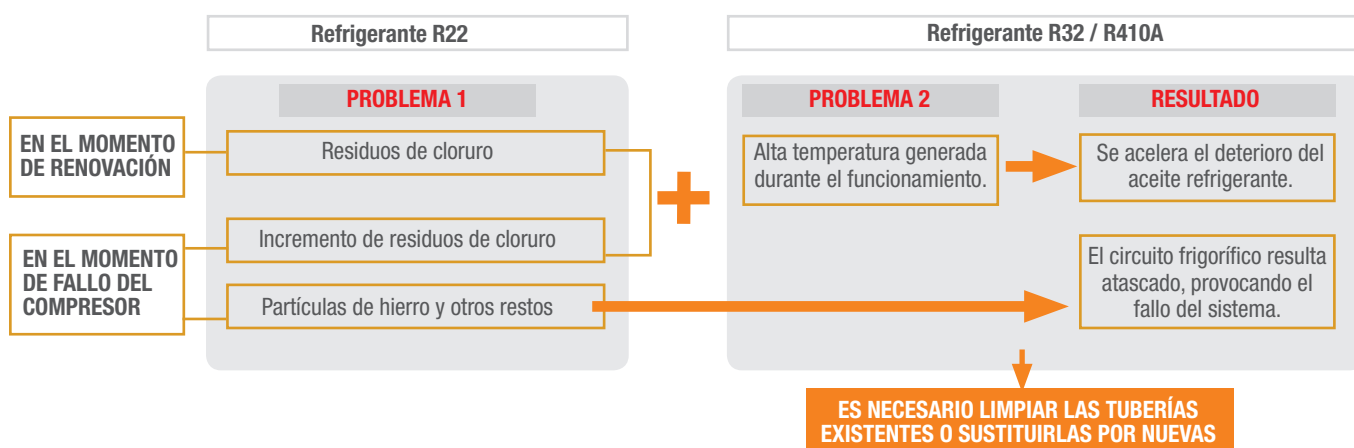 Refrigerante R22
Refrigerante R32 / R410A
PROBLEMA 1
PROBLEMA 2
RESULTADO
EN EL MOMENTO
DE RENOVACIÓN
Residuos de cloruro
Alta temperatura generada
durante el funcionamiento.
Se acelera el deterioro del
aceite refrigerante.
EN EL MOMENTO
DE FALLO DEL
COMPRESOR
Incremento de residuos de cloruro
Partículas de hierro y otros restos
El circuito frigorífico resulta
atascado, provocando el
fallo del sistema.
ES NECESARIO LIMPIAR LAS TUBERÍAS
EXISTENTES O SUSTITUIRLAS POR NUEVAS